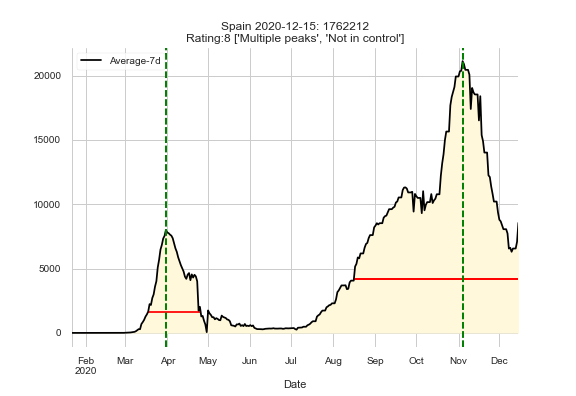 Spain 2020-12-15: 1762212
Rating:8 ['Multiple peaks', 'Not in control']
Average-7d
20000
15000
10000
5000
0
Feb Mar Apr May Jun Jul Aug Sep Oct Nov Dec
2020
Date